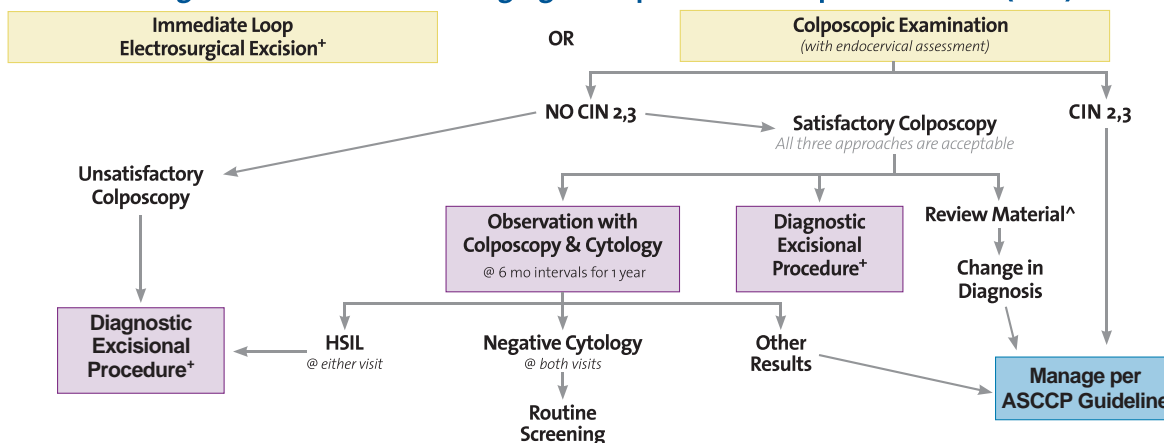 Immediate Loop
Electrosurgical Excision+
OR
Colposcopic Examination
(with endocervical assessment)
NO CIN 2,3
CIN 2,3
Satisfactory Colposcopy
All three approaches are acceptable
Unsatisfactory
Colposcopy
Observation with
Colposcopy & Cytology
@ 6 mo intervals for 1 year
Diagnostic
Excisional
Procedure+
Review Material^
Change in
Diagnosis
Diagnostic
Excisional
Procedure+
HSIL
@ either visit
Negative Cytology
@ both visits
Other
Results
Manage per
ASCCP Guideline
Routine
Screening